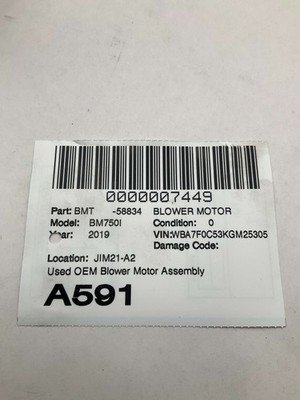 0000007449
Part: BMT -58834 BLOWER MOTOR
Model: BM750I Condition: 0
Year: 2019 VIN:WBA7F0C53KGM25305
Damage Code:
Location: JIM21-A2
Used OEM Blower Motor Assembly
A591